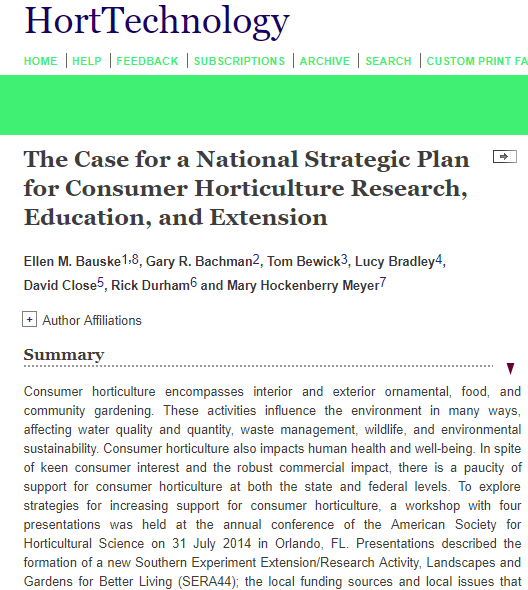 HortTechnology
HOME HELP FEEDBACK SUBSCRIPTIONS ARCHIVE SEARCH CUSTOM PRINT FA
The Case for a National Strategic Plan
for Consumer Horticulture Research,
Education, and Extension
Ellen M. Bauske1,8, Gary R. Bachman2, Tom Bewick3, Lucy Bradley4,
David Close5, Rick Durham6 and Mary Hockenberry Meyer7
+ Author Affiliations
Summary
Consumer horticulture encompasses interior and exterior ornamental, food, and
community gardening. These activities influence the environment in many ways,
affecting water quality and quantity, waste management, wildlife, and environmental
sustainability. Consumer horticulture also impacts human health and well-being. In spite
of keen consumer interest and the robust commercial impact, there is a paucity of
support for consumer horticulture at both the state and federal levels. To explore
strategies for increasing support for consumer horticulture, a workshop with four
presentations was held at the annual conference of the American Society for
Horticultural Science on 31 July 2014 in Orlando, FL. Presentations described the
formation of a new Southern Experiment Extension/Research Activity, Landscapes and
Gardens for Better Living (SERA44); the local funding sources and local issues that